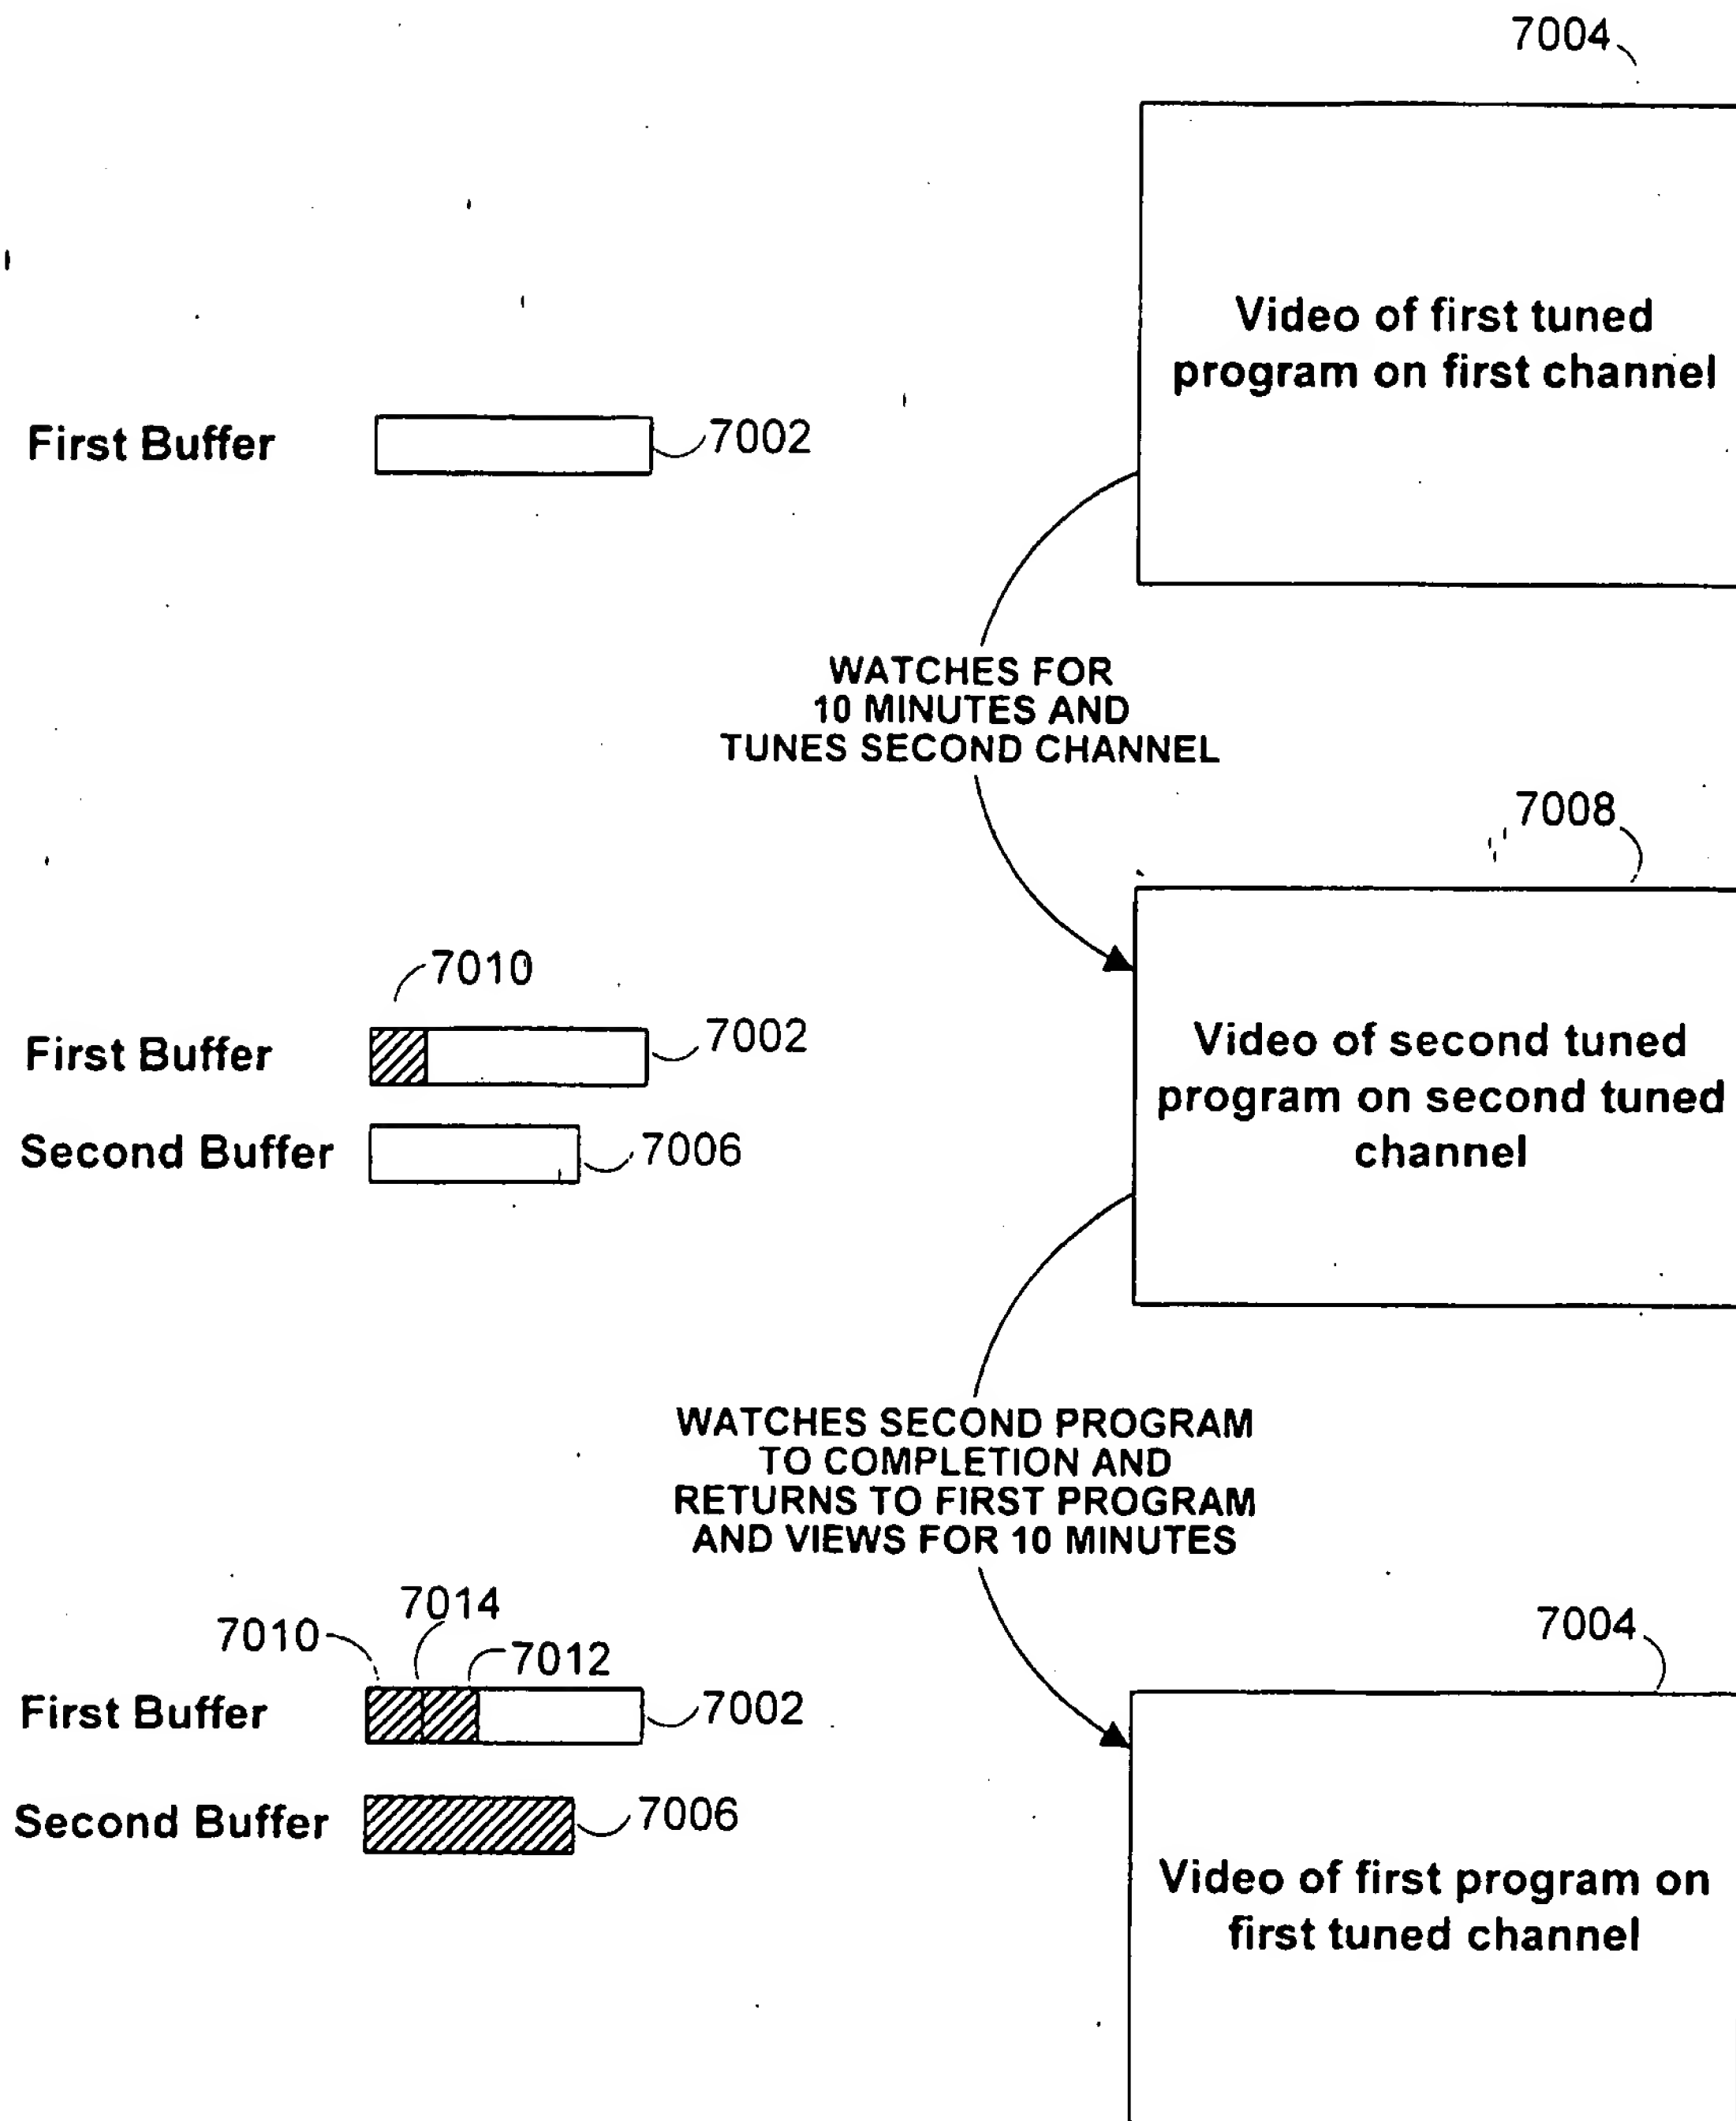 7004
Video of first tuned
program on first channel
First Buffer
7002
WATCHES FOR
10 MINUTES AND
TUNES SECOND CHANNEL
7008
7010
First Buffer
7002
Second Buffer
7006
Video of second tuned
program on second tuned
channel
WATCHES SECOND PROGRAM
TO COMPLETION AND
RETURNS TO FIRST PROGRAM
AND VIEWS FOR 10 MINUTES
7010
7014
7012
First Buffer
7002
Second Buffer
7006
7004
Video of first program on
first tuned channel